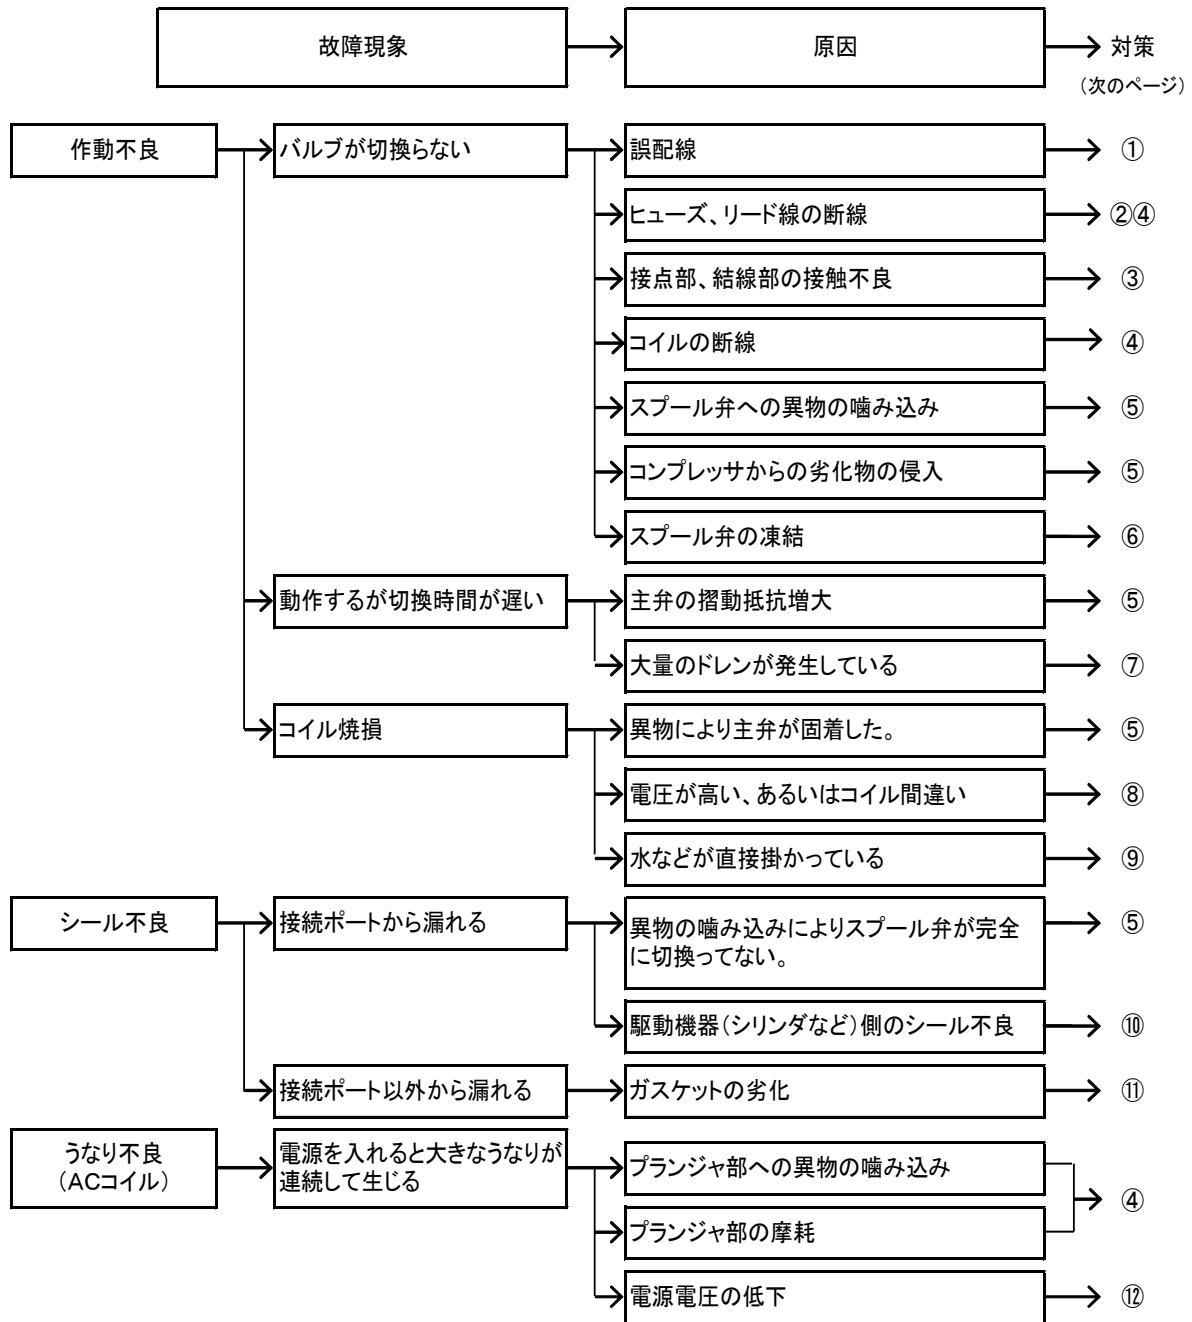 故障現象
原因
対策
(次のページ)
作動不良
バルブが切換らない
誤配線
①
ヒューズ、リード線の断線
②④
接点部、結線部の接触不良
③
コイルの断線
④
スプール弁への異物の噛み込み
⑤
コンプレッサからの劣化物の侵入
⑤
スプール弁の凍結
⑥
動作するが切換時間が遅い
主弁の摺動抵抗増大
⑤
大量のドレンが発生している
⑦
コイル焼損
異物により主弁が固着した。
⑤
電圧が高い、あるいはコイル間違い
⑧
水などが直接掛かっている
⑨
シール不良
接続ポートから漏れる
異物の噛み込みによりスプール弁が完全
に切換ってない。
⑤
駆動機器(シリンダなど)側のシール不良
⑩
接続ポート以外から漏れる
ガスケットの劣化
⑪
うなり不良
(ACコイル)
電源を入れると大きなうなりが
連続して生じる
プランジャ部への異物の噛み込み
プランジャ部の摩耗
④
電源電圧の低下
⑫